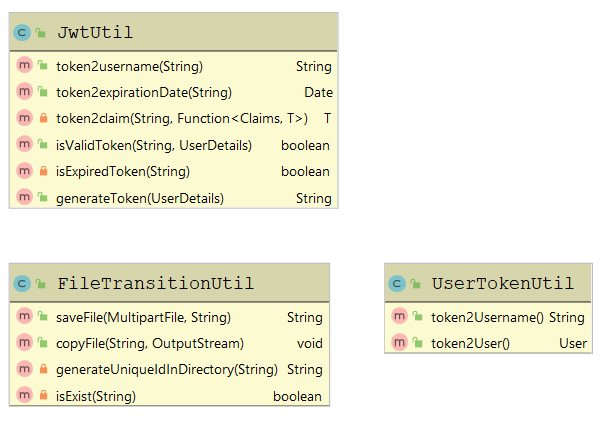 JwtUtil
token2username(String) String
token2expirationDate(String) Date
token2claim(String, Function<Claims, T>) T
isValidToken(String, UserDetails) boolean
isExpiredToken(String) boolean
generateToken(UserDetails) String
FileTransitionUtil
saveFile(MultipartFile, String) String
copyFile(String, OutputStream) void
generateUniqueIdInDirectory(String) String
isExist(String) boolean
UserTokenUtil
token2Username() String
token2User() User